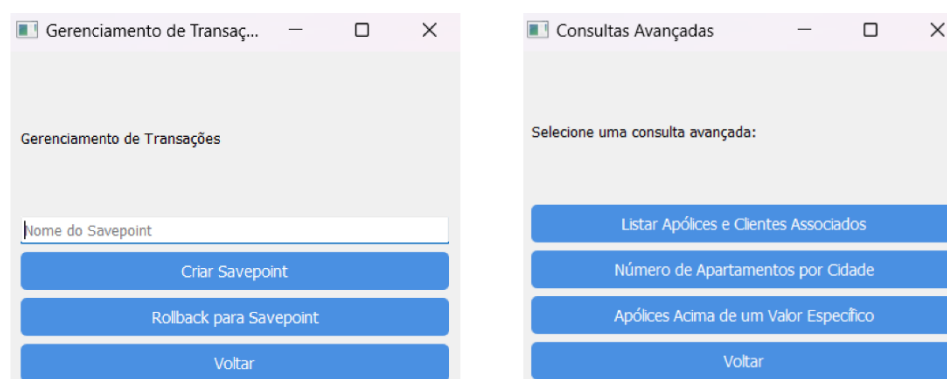 Gerenciamento de Transaç...
Gerenciamento de Transações
Nome do Savepoint
Criar Savepoint
Rollback para Savepoint
Voltar
Consultas Avançadas
Selecione uma consulta avançada:
Listar Apólices e Clientes Associados
Número de Apartamentos por Cidade
Apólices Acima de um Valor Específico
Voltar